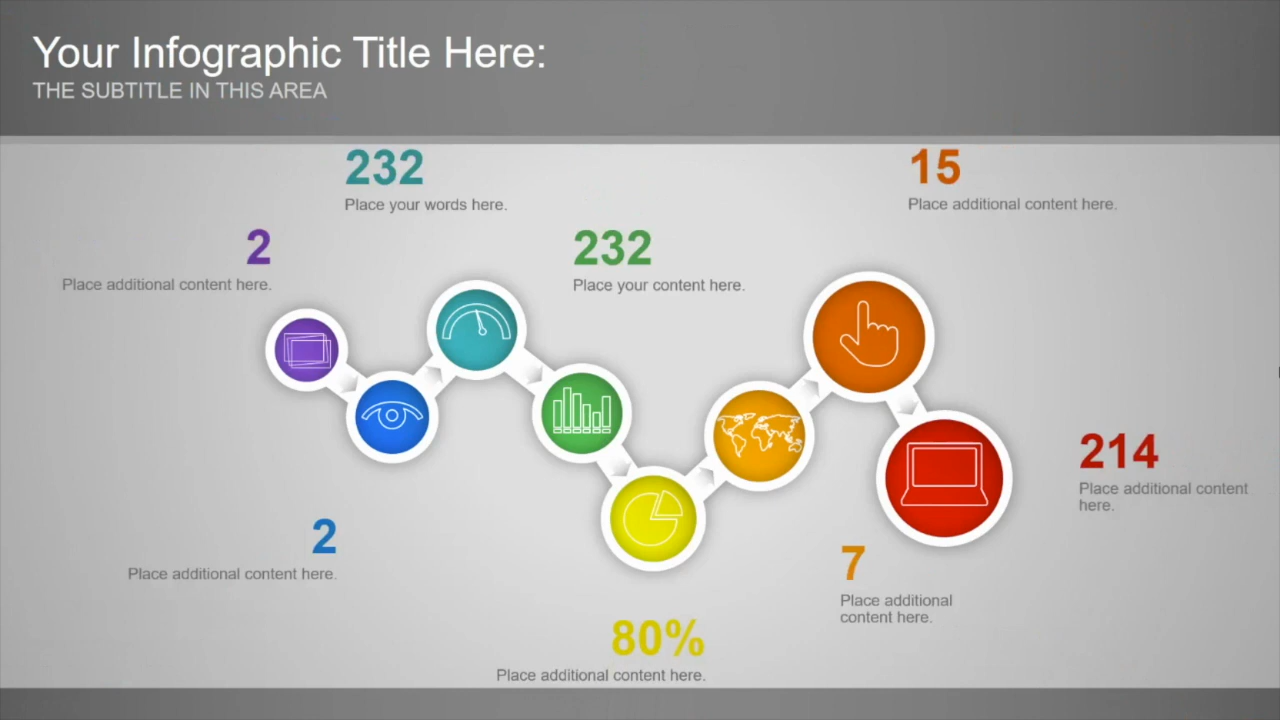 Your Infographic Title Here:
THE SUBTITLE IN THIS AREA
232
Place your words here.
15
Place additional content here.
2
Place additional content here.
232
Place your content here.
214
Place additional content
here.
2
Place additional content here.
7
Place additional
content here.
80%
Place additional content here.